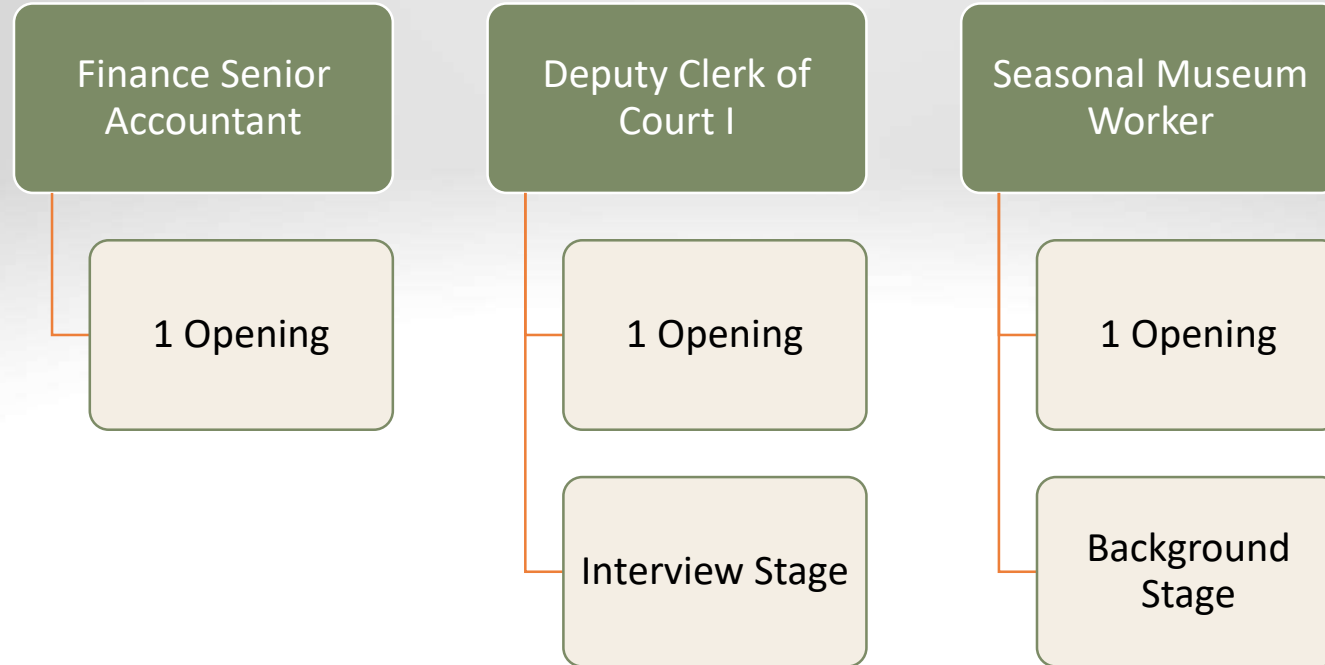 Finance Senior
Accountant
1 Opening
Deputy Clerk of
Court I
1 Opening
Interview Stage
Seasonal Museum
Worker
1 Opening
Background
Stage